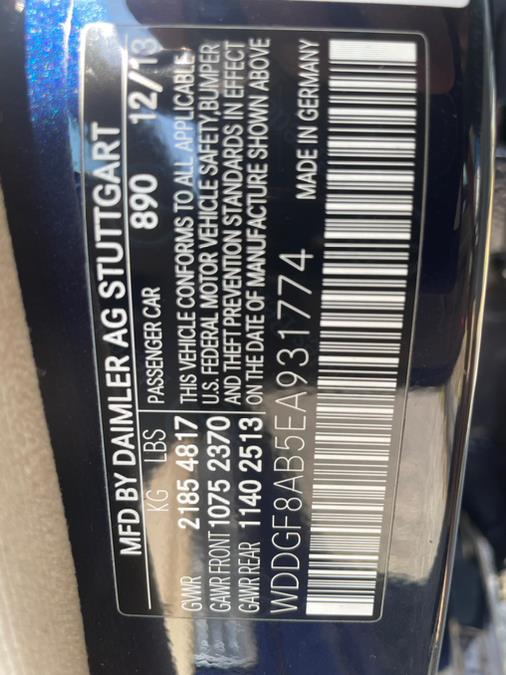 MFD BY DAIMLER AG STUTTGART
KG LBS PASSENGER CAR 890 12/13
GWR 2185 4817 THIS VEHICLE CONFORMS TO ALL APPLICABLE
GAWR FRONT 1075 2370 U.S. FEDERAL MOTOR VEHICLE SAFETY,BUMPER
GAWR REAR 1140 2513 AND THEFT PREVENTION STANDARDS IN EFFECT
ON THE DATE OF MANUFACTURE SHOWN ABOVE
WDDGF8AB5EA931774 MADE IN GERMANY